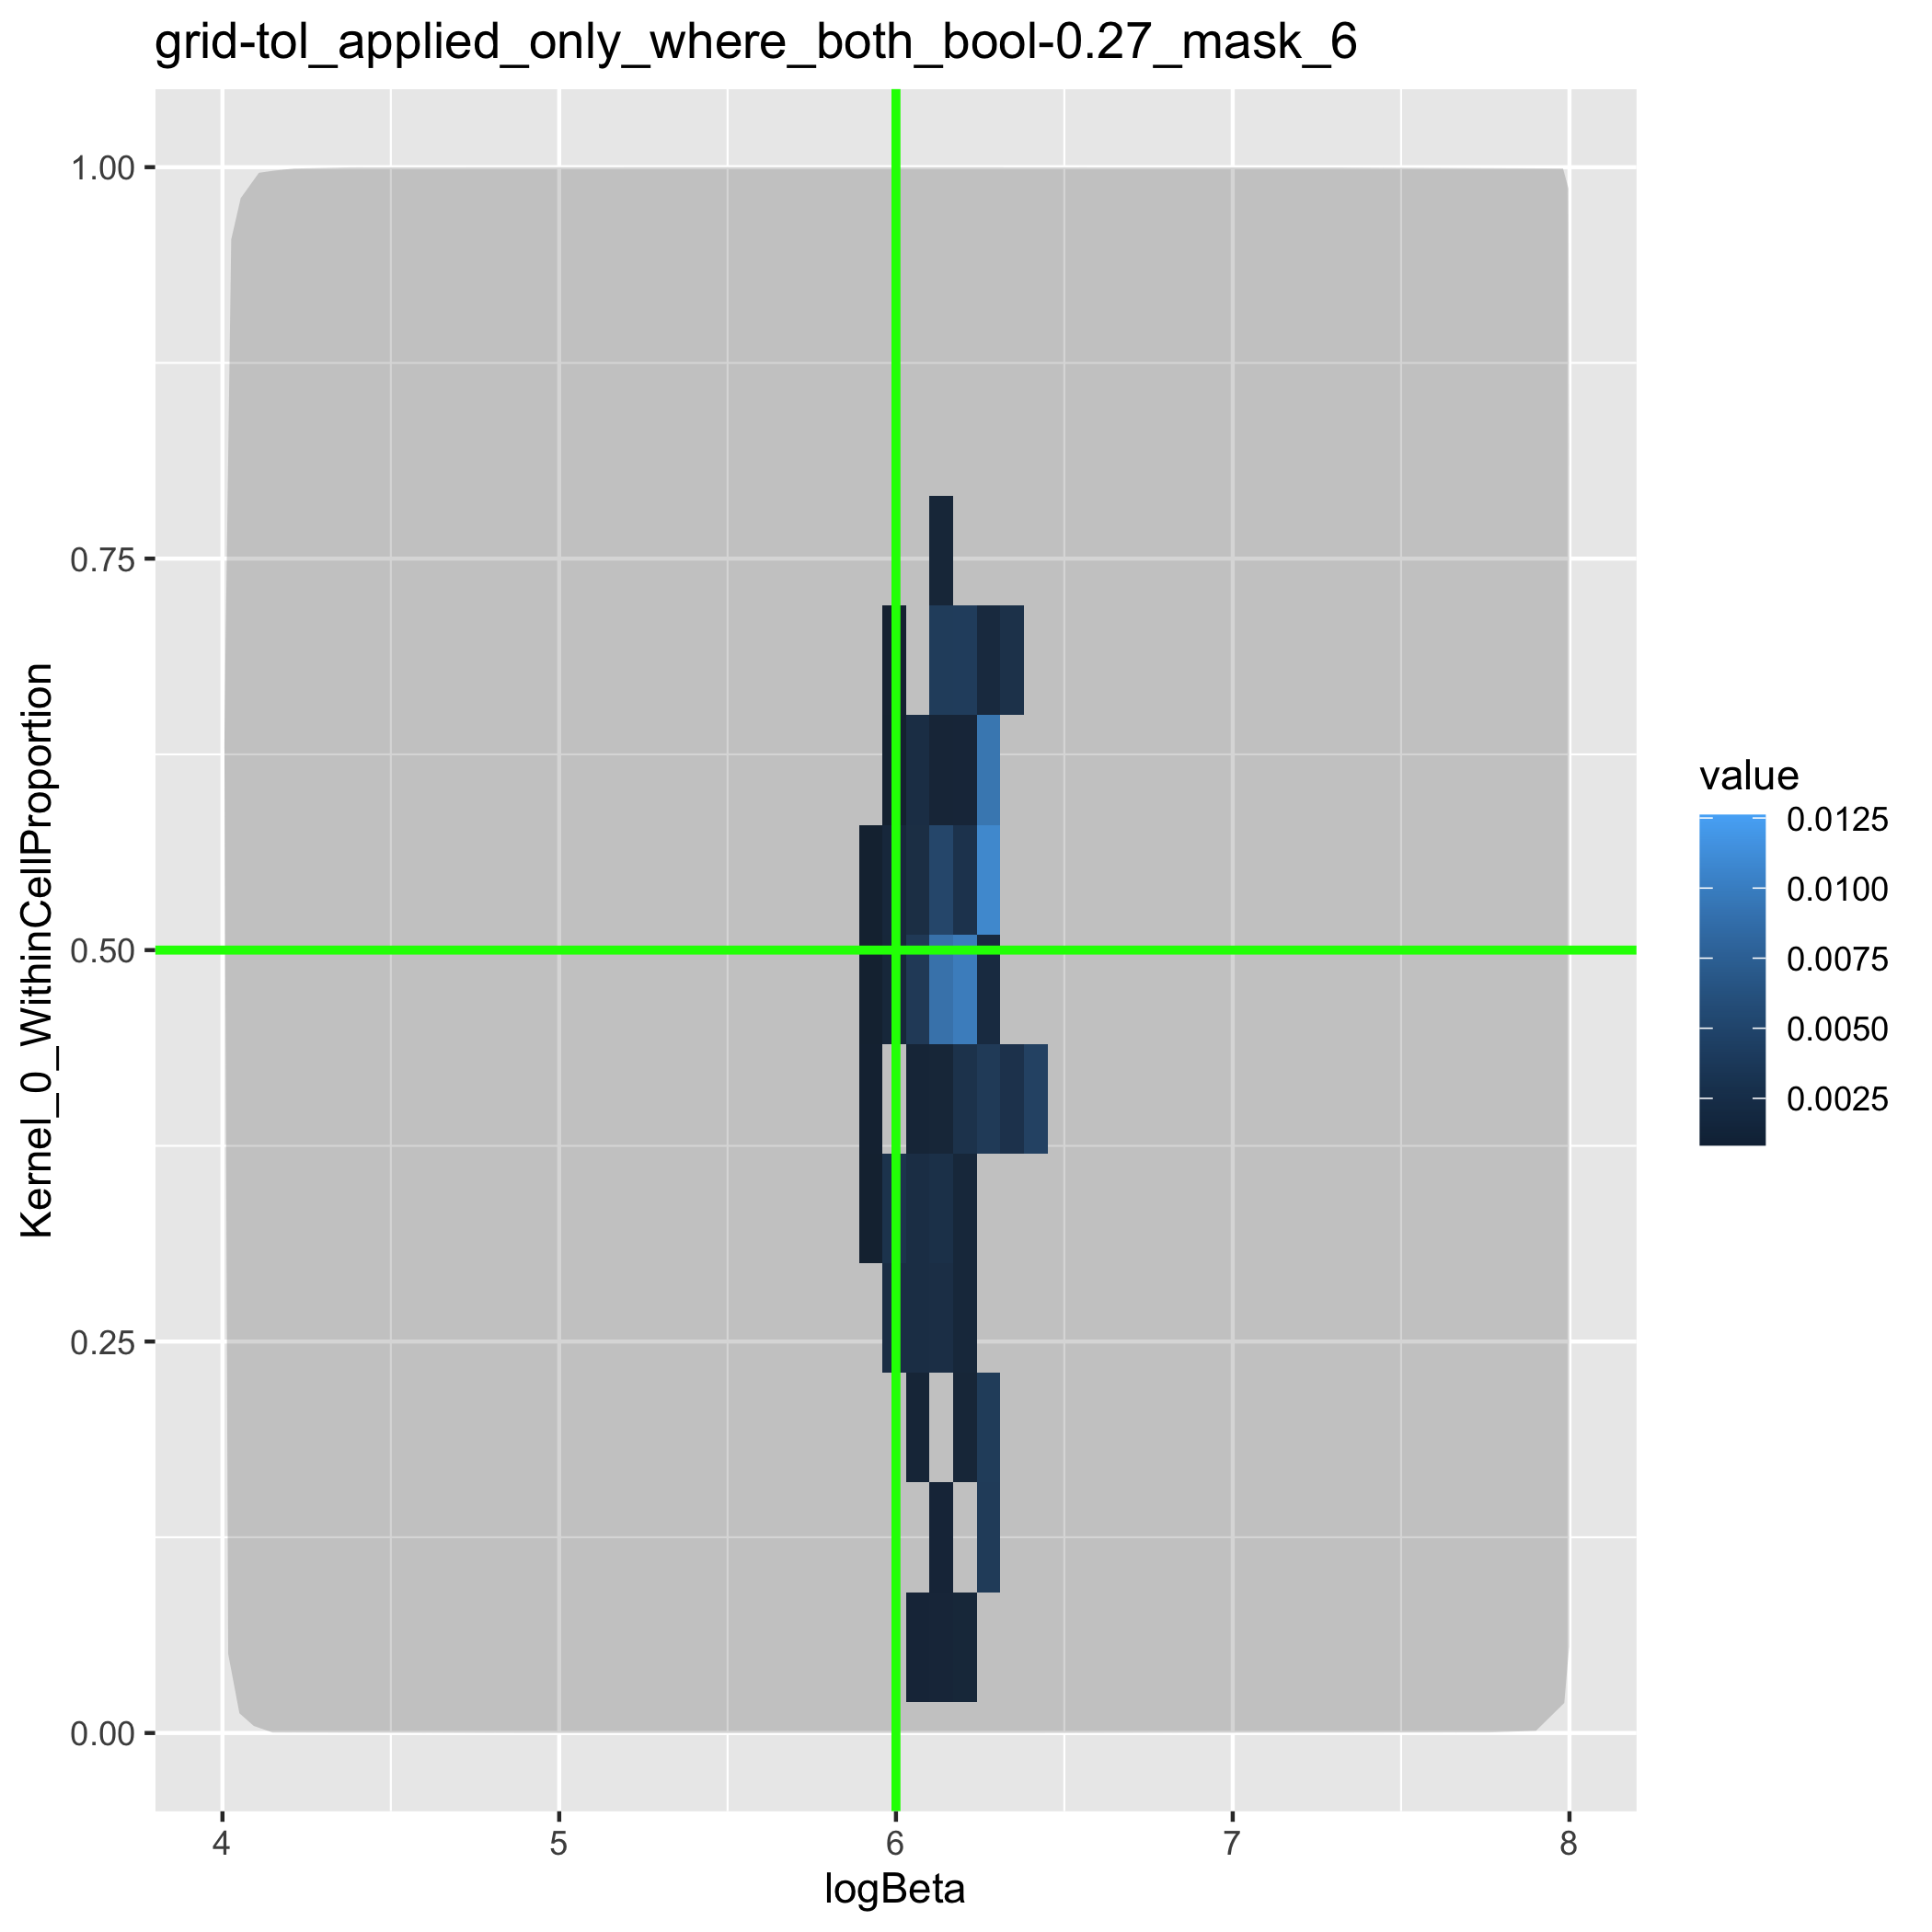 grid-tol_applied_only_where_both_bool-0.27_mask_6
1.00
0.75
0.50
0.25
0.00
Kernel_0_WithinCellProportion
4 5 6 7 8
logBeta
value
0.0125
0.0100
0.0075
0.0050
0.0025